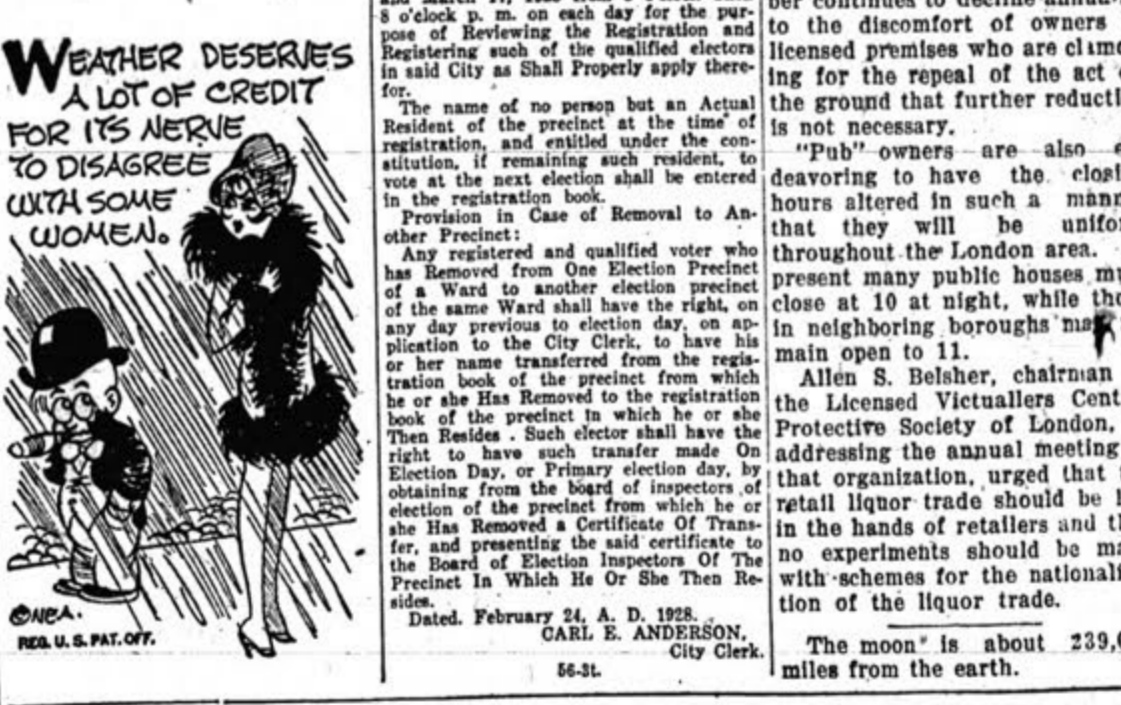 WEATHER DESERVES
A LOT OF CREDIT
FOR ITS NERVE
TO DISAGREE
WITH SOME
WOMEN.
©NEA.
REG. U. S. PAT. OFF.
8 o'clock p. m. on each day for the pur-
pose of Reviewing the Registration and
Registering such of the qualified electors
in said City as Shall Properly apply there-
for.
The name of no person but an Actual
Resident of the precinct at the time of
registration, and entitled under the con-
stitution, if remaining such resident, to
vote at the next election shall be entered
in the registration book.
Provision in Case of Removal to An-
other Precinct:
Any registered and qualified voter who
has Removed from One Election Precinct
of a Ward to another election precinct
of the same Ward shall have the right, on
any day previous to election day, on ap-
plication to the City Clerk, to have his
or her name transferred from the regis-
tration book of the precinct from which
he or she Has Removed to the registration
book of the precinct in which he or she
Then Resides . Such elector shall have the
right to have such transfer made On
Election Day, or Primary election day, by
obtaining from the board of inspectors of
election of the precinct from which he or
she Has Removed a Certificate Of Trans-
fer, and presenting the said certificate to
the Board of Election Inspectors Of The
Precinct In Which He Or She Then Re-
sides.
Dated. February 24, A. D. 1928.
CARL E. ANDERSON,
City Clerk.
56-3t.
to the discomfort of owners
licensed premises who are
ing for the repeal of the act
the ground that further
is not necessary.
"Pub" owners are also
deavoring to have the
hours altered in such a
that they will be
throughout the London area.
present many public houses
close at 10 at night, while
in neighboring boroughs
main open to 11.
Allen S. Belsher, chairman
the Licensed Victuallers
Protective Society of London,
addressing the annual meeting
that organization, urged that
retail liquor trade should be
in the hands of retailers and
no experiments should be
with schemes for the
tion of the liquor trade.
The moon is about
miles from the earth.